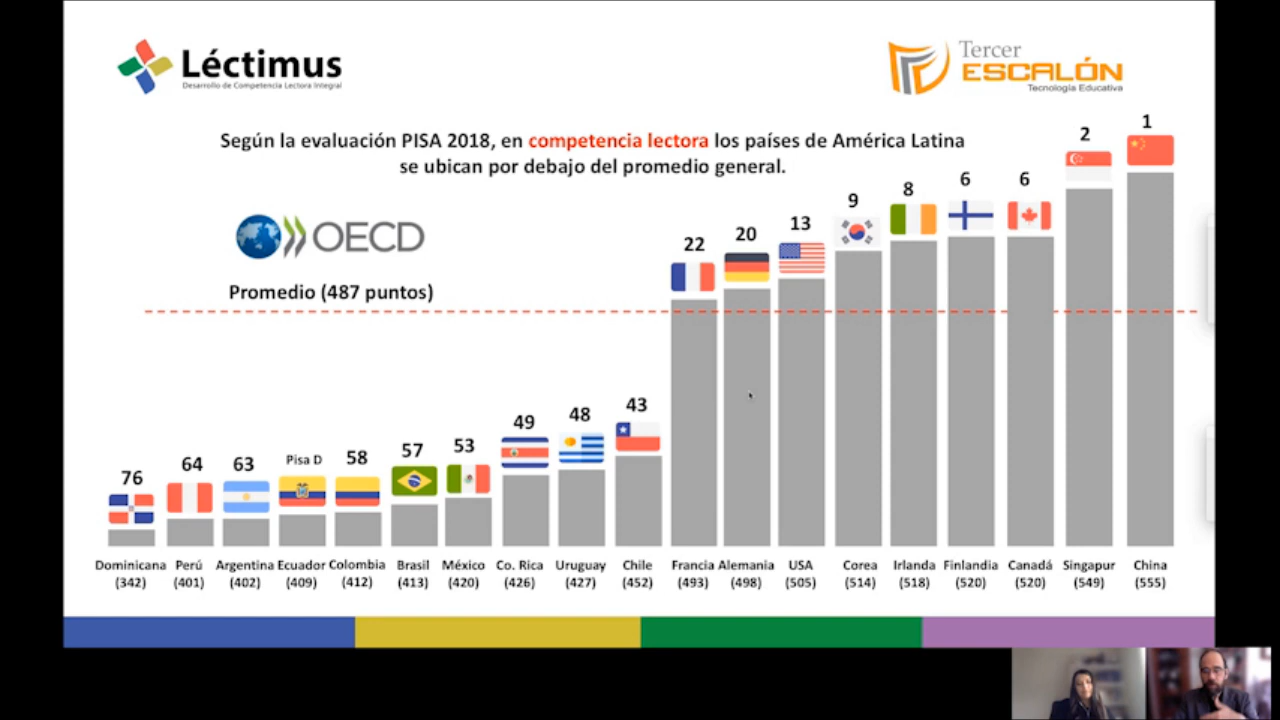 Léctimus
Desarrollo de Competencia Lectora Integral
Tercer
ESCALÓN
Tecnología Educativa
Según la evaluación PISA 2018, en competencia lectora los países de América Latina
se ubican por debajo del promedio general.
OECD
Promedio (487 puntos)
76 64 63 Pisa D 58 57 53 49 48 43 22 20 13 9 8 6 6 2 1
Dominicana Perú Argentina Ecuador Colombia Brasil México Co. Rica Uruguay Chile Francia Alemania USA Corea Irlanda Finlandia Canadá Singapur China
(342) (401) (402) (409) (412) (413) (420) (426) (427) (452) (493) (498) (505) (514) (518) (520) (520) (549) (555)